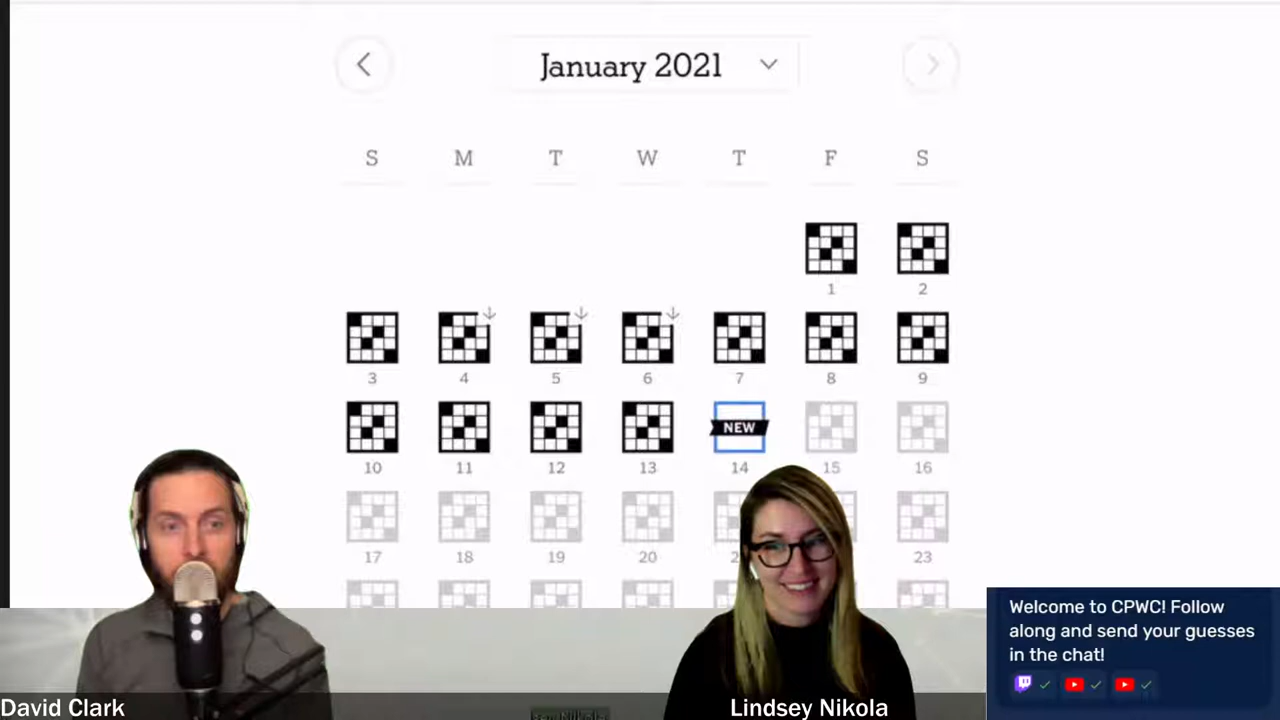 January 2021
S M T W T F S
1 2
3 4 5 6 7 8 9
NEW
10 11 12 13 14 15 16
17 18 19 20 23
Welcome to CPWC! Follow
along and send your guesses
in the chat!
David Clark
Lindsey Nikola